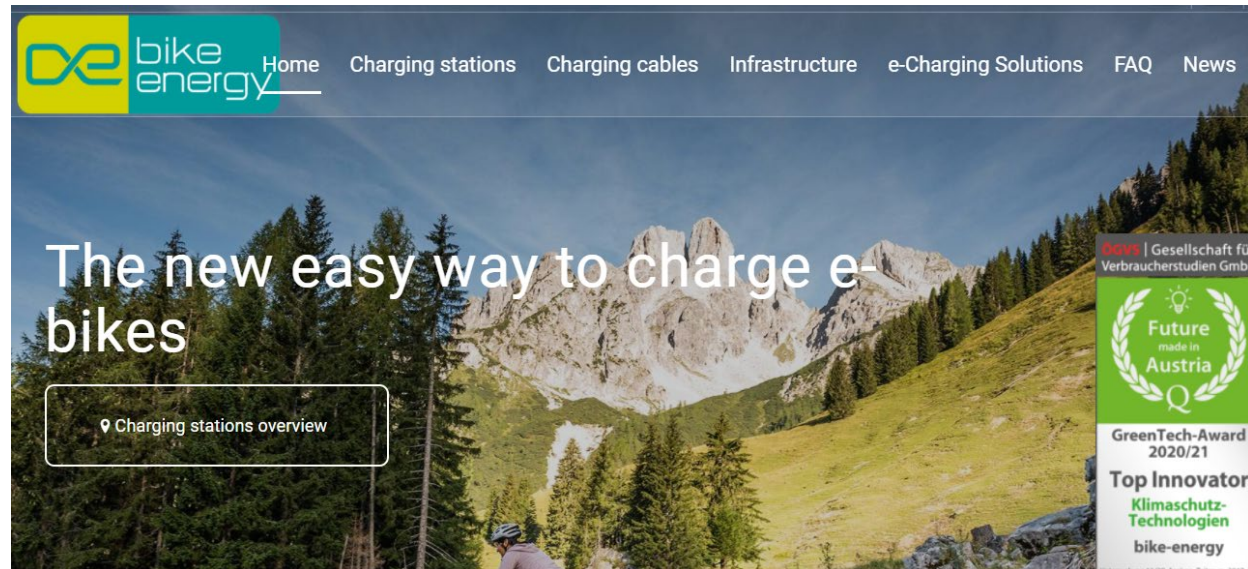 bike
energy
Home Charging stations Charging cables Infrastructure e-Charging Solutions FAQ News
The new easy way to charge e-
bikes
Charging stations overview
ÖGVS | Gesellschaft fü
Verbraucherstudien Gmb
Future
made in
Austria
Q
GreenTech-Award
2020/21
Top Innovator
Klimaschutz-
Technologien
bike-energy